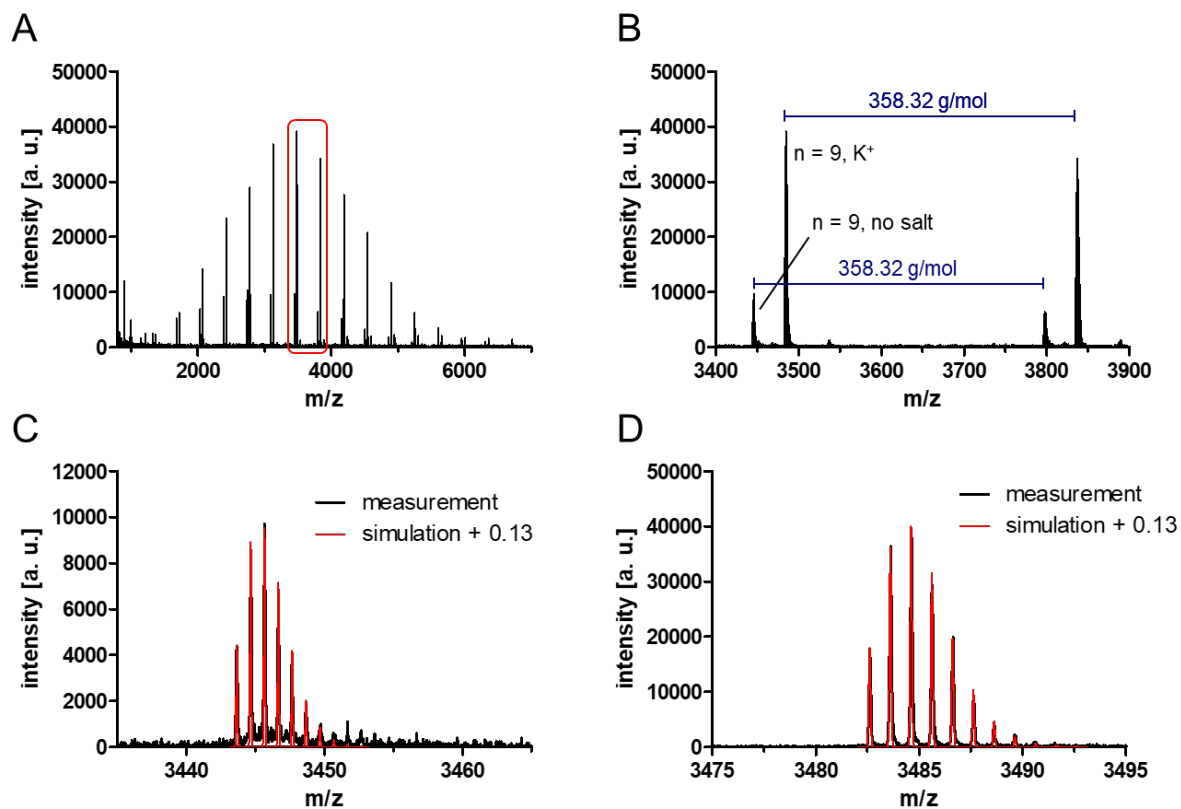 A
50000
40000
30000
20000
10000
0
intensity [a. u.]
2000
4000
6000
m/z
B
50000
40000
30000
20000
10000
0
intensity [a. u.]
358.32 g/mol
n = 9, K⁺
n = 9, no salt
358.32 g/mol
3400
3500
3600
3700
3800
3900
m/z
C
12000
10000
8000
6000
4000
2000
0
intensity [a. u.]
measurement
simulation + 0.13
3440
3450
3460
m/z
D
50000
40000
30000
20000
10000
0
intensity [a. u.]
measurement
simulation + 0.13
3475
3480
3485
3490
3495
m/z